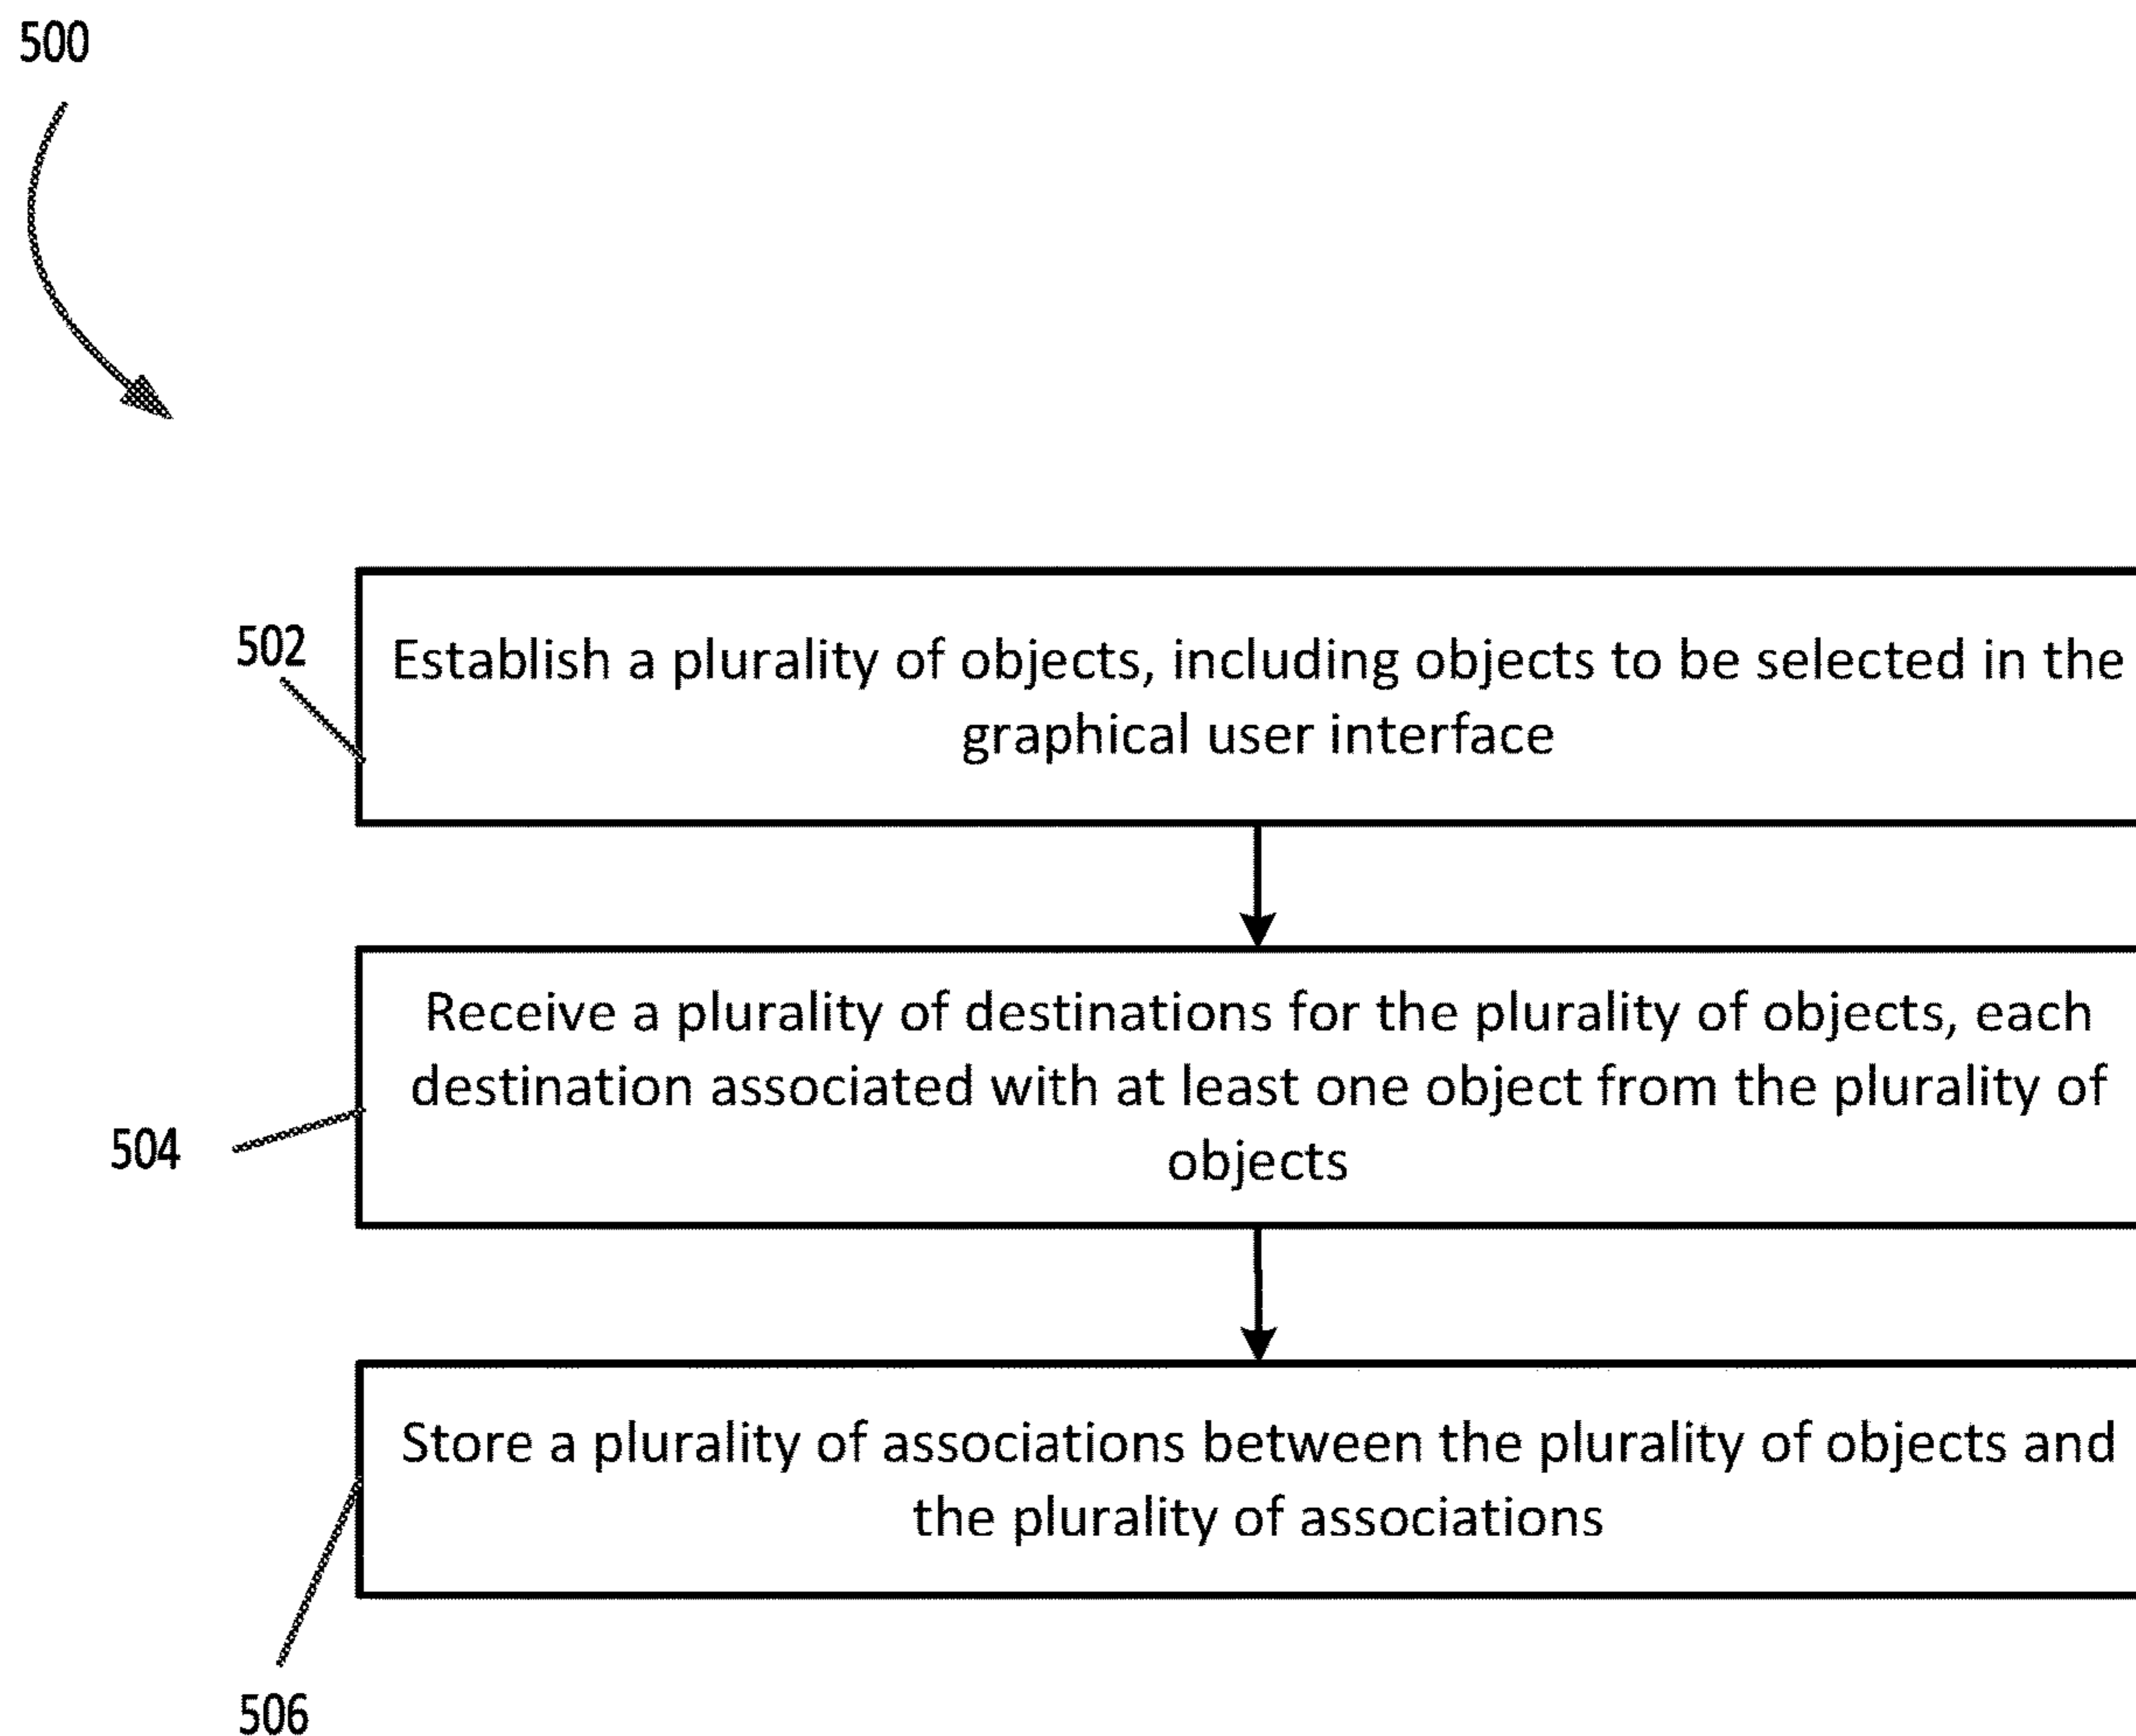 500
502
Establish a plurality of objects, including objects to be selected in the
graphical user interface
Receive a plurality of destinations for the plurality of objects, each
destination associated with at least one object from the plurality of
objects
504
Store a plurality of associations between the plurality of objects and
the plurality of associations
506